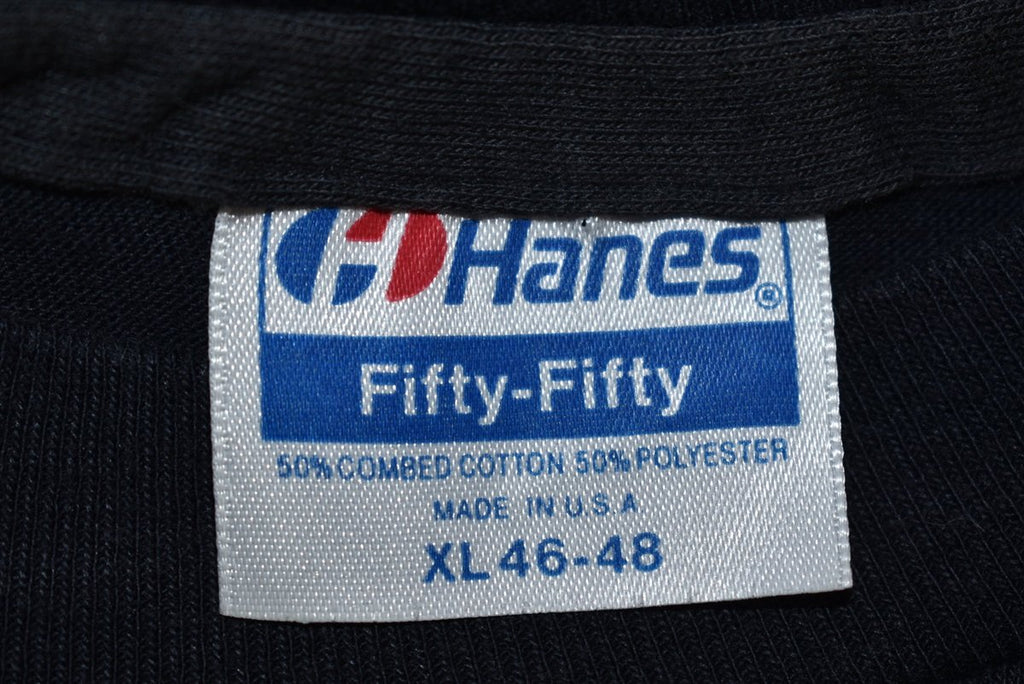 Hanes®
Fifty-Fifty
50% COMBED COTTON 50% POLYESTER
MADE IN U.S.A
XL 46-48